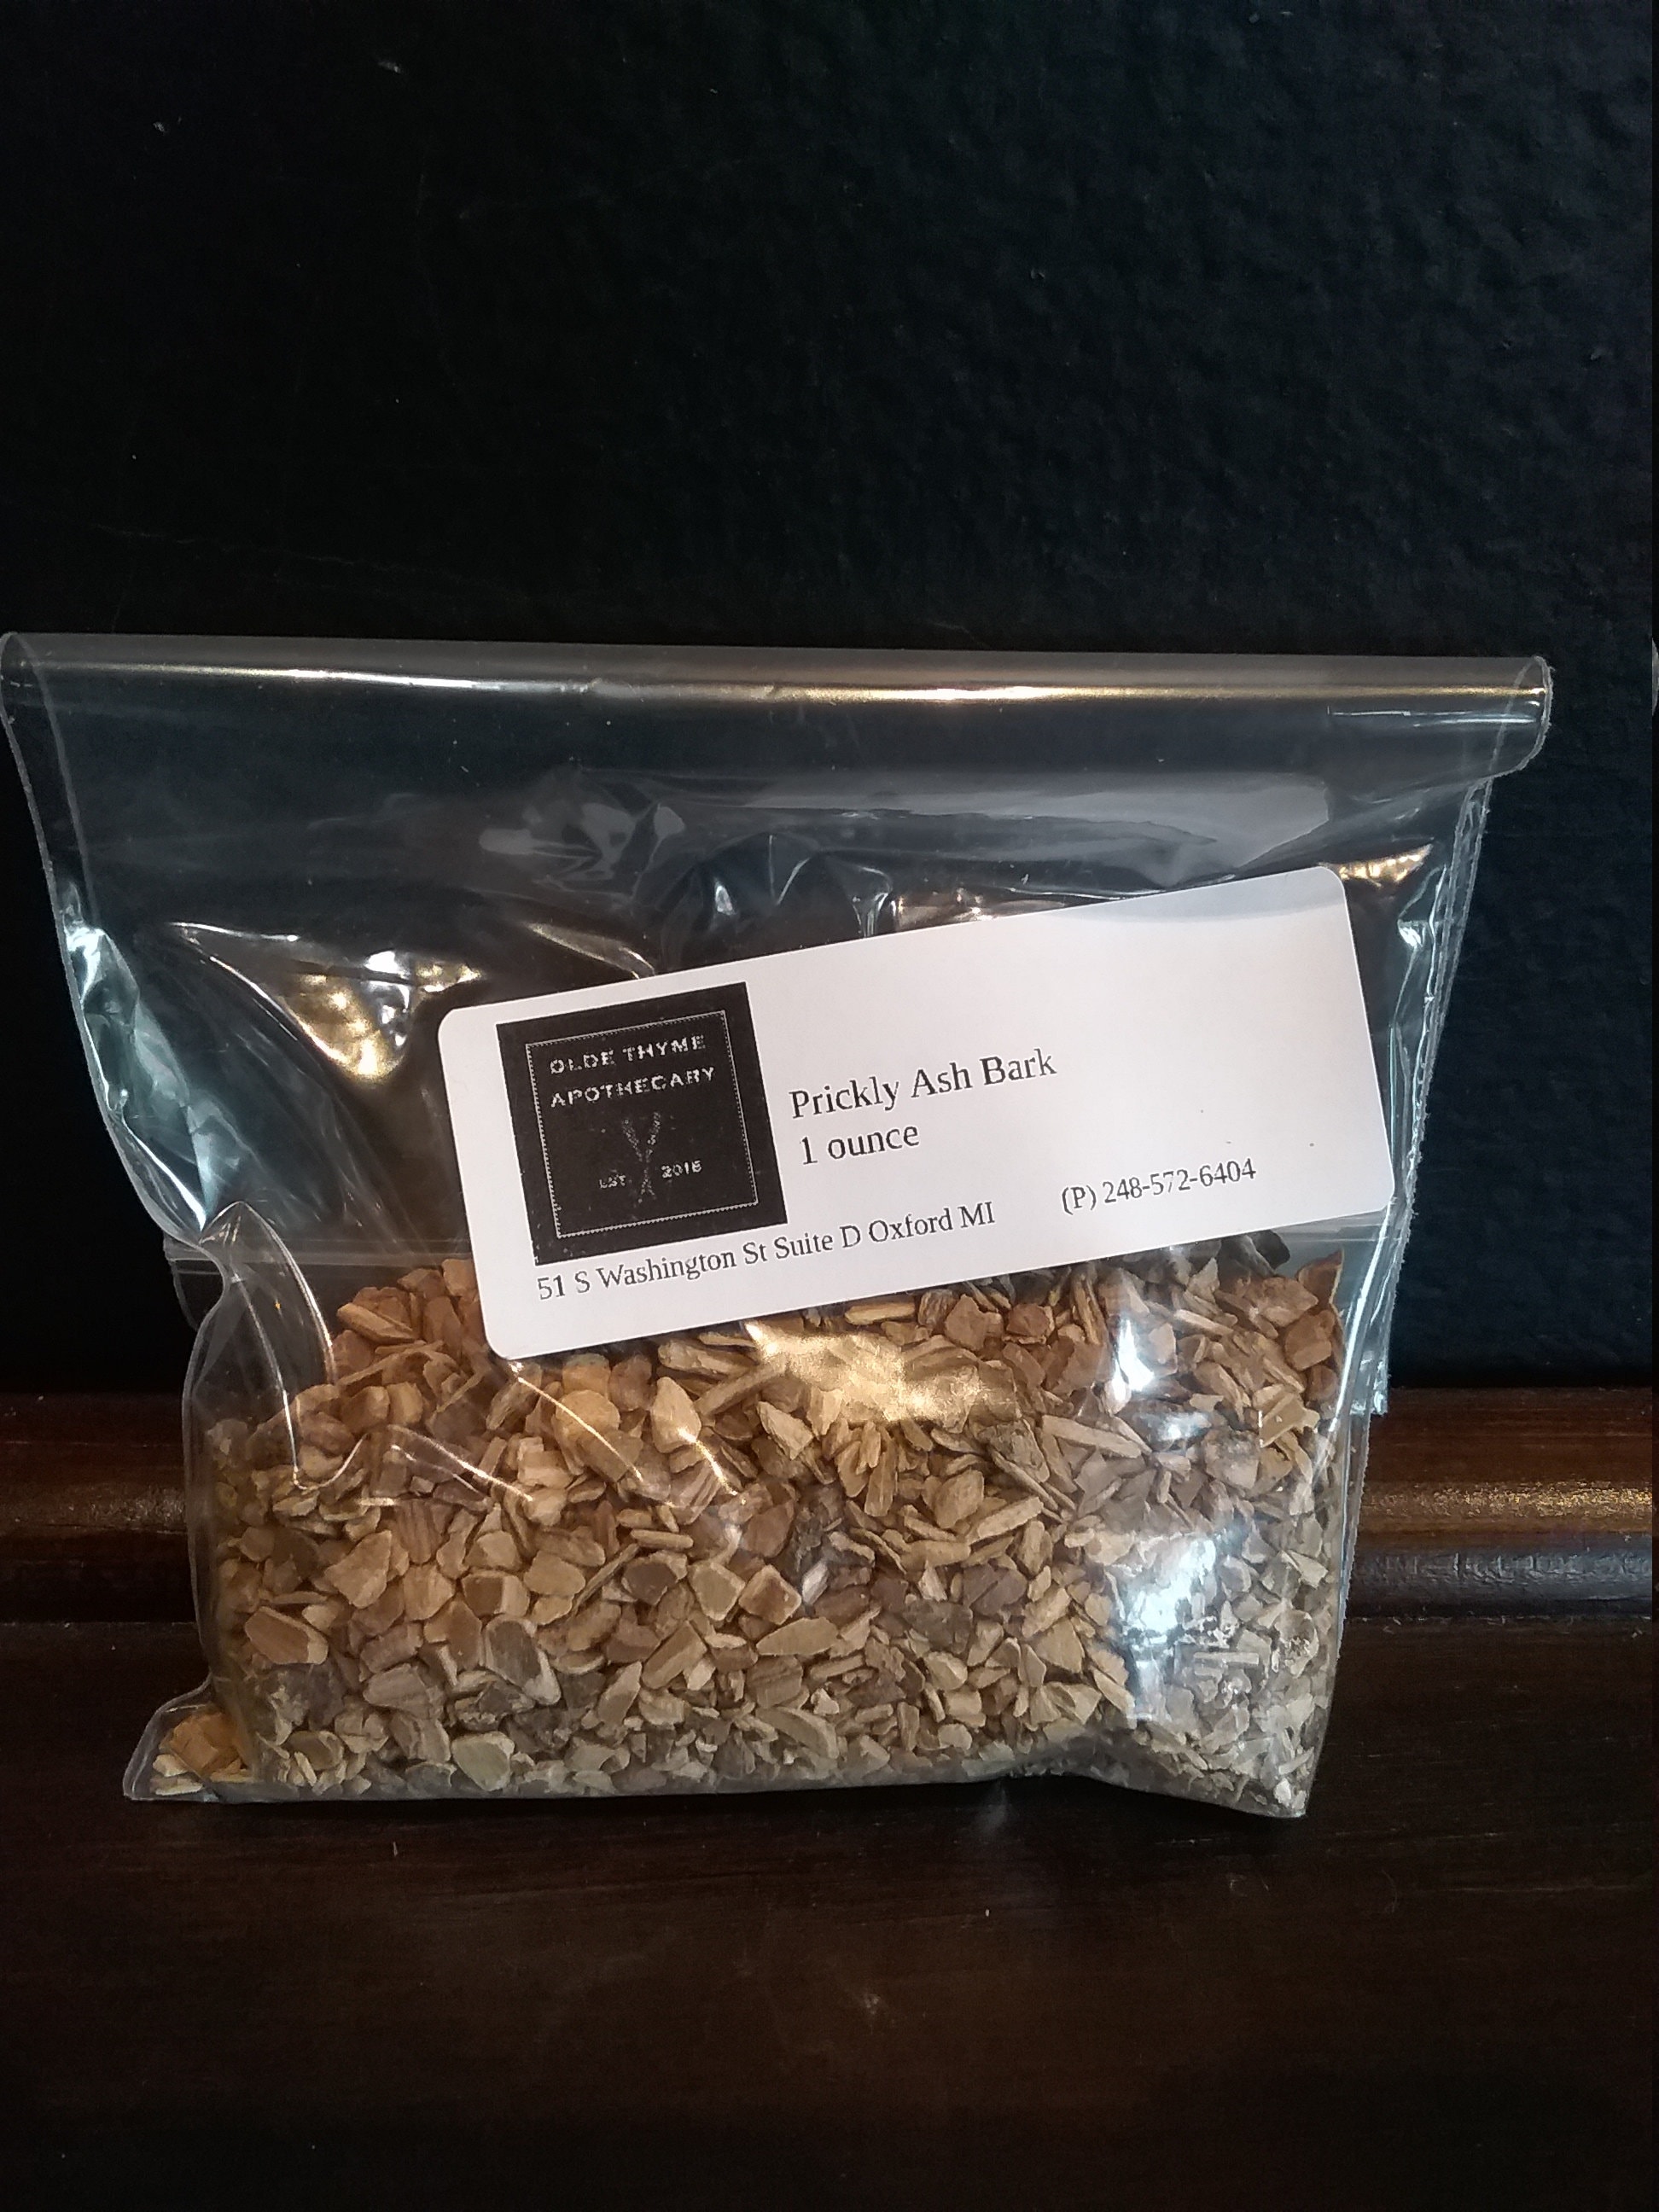 OLDE THYME
APOTHECARY
EST 2016
Prickly Ash Bark
1 ounce
51 S Washington St Suite D Oxford MI (P) 248-572-6404